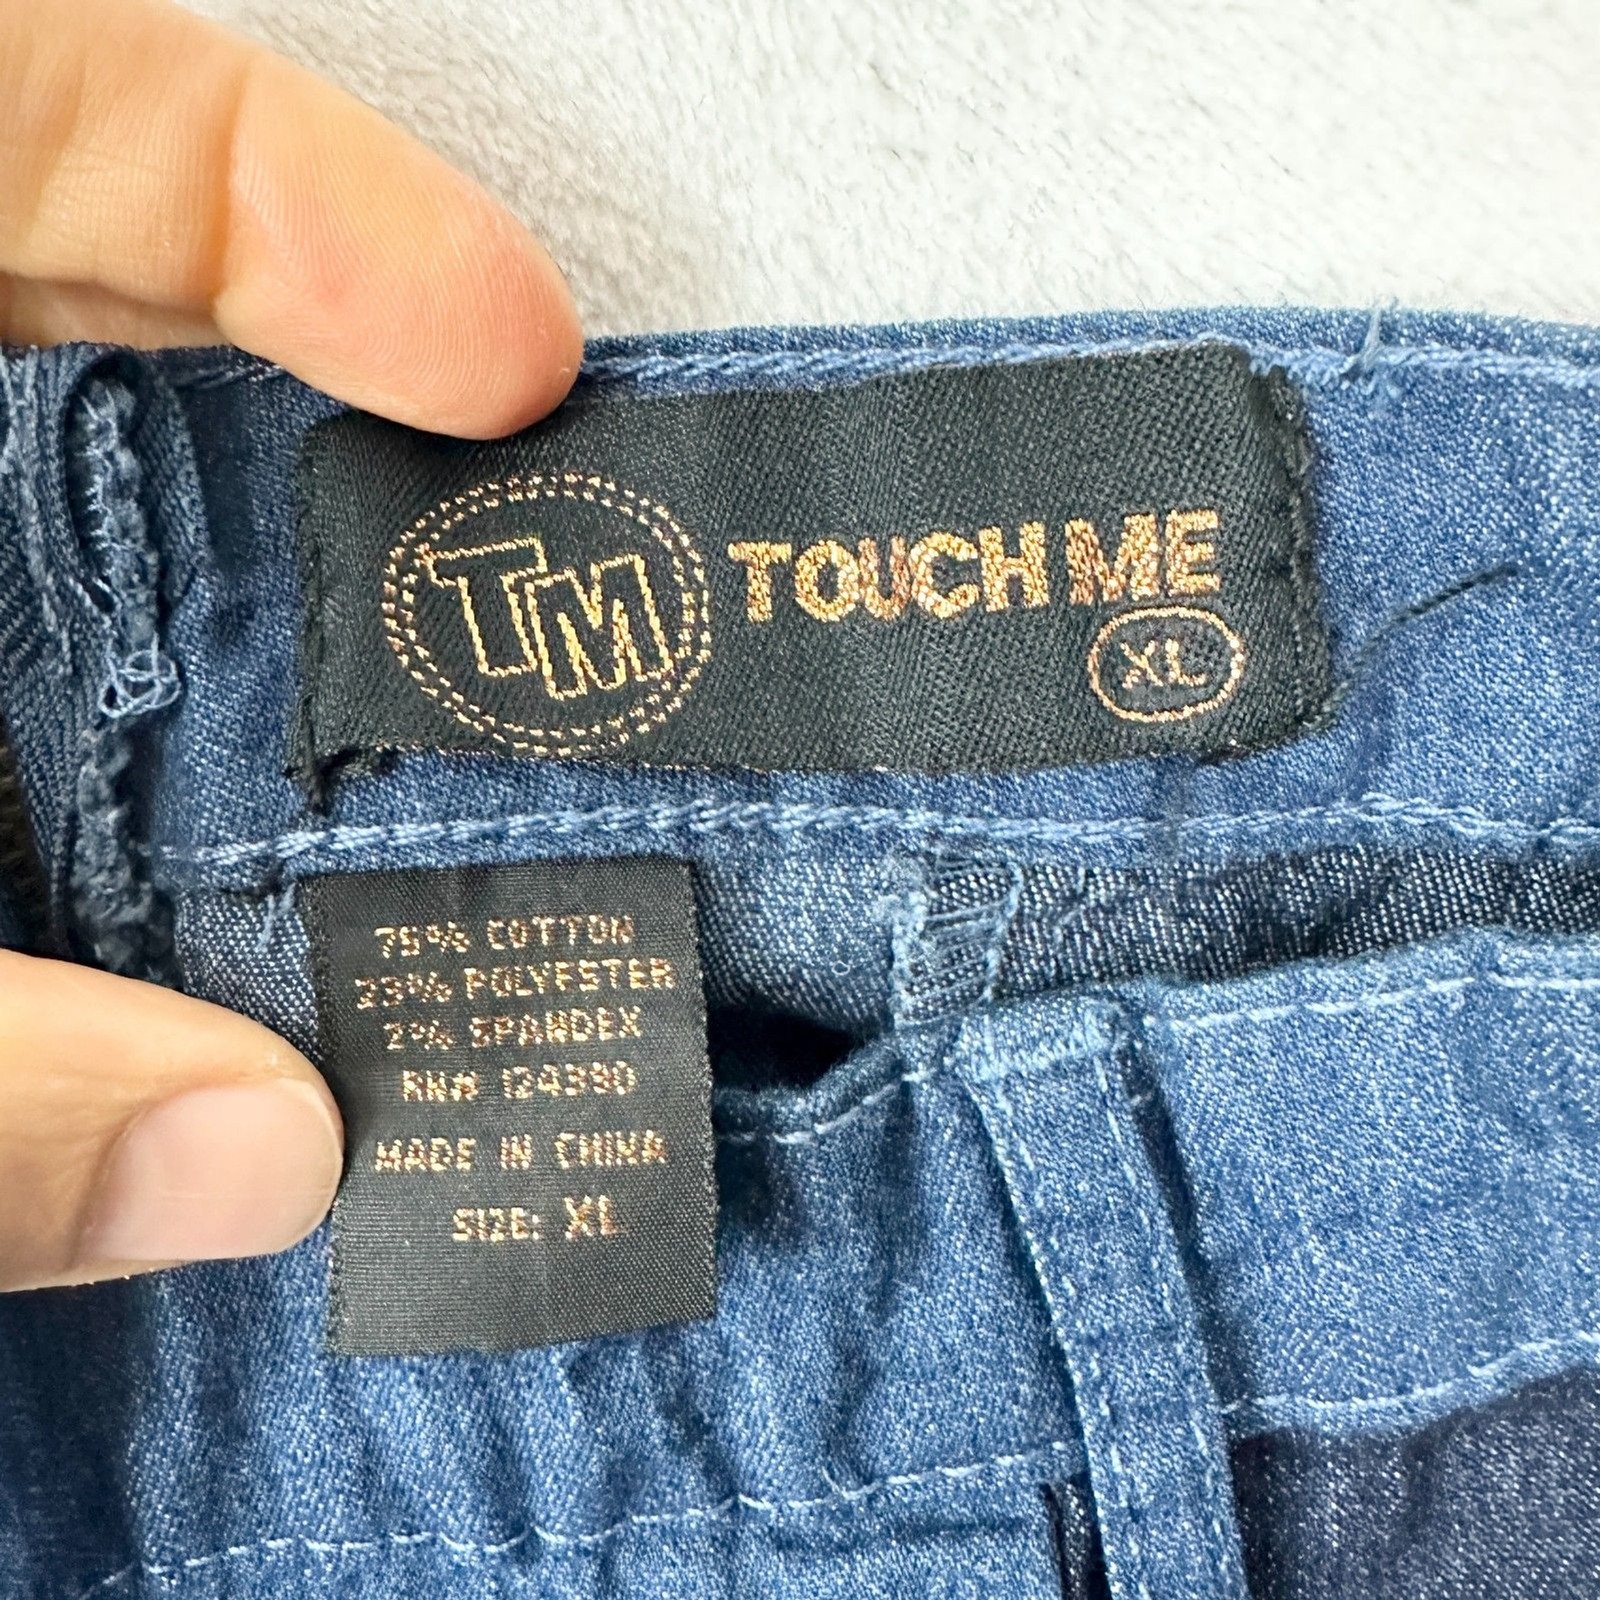 TM TOUCH ME
XL
75% COTTON
23% POLYESTER
2% SPANDEX
RN# 124390
MADE IN CHINA
SIZE: XL